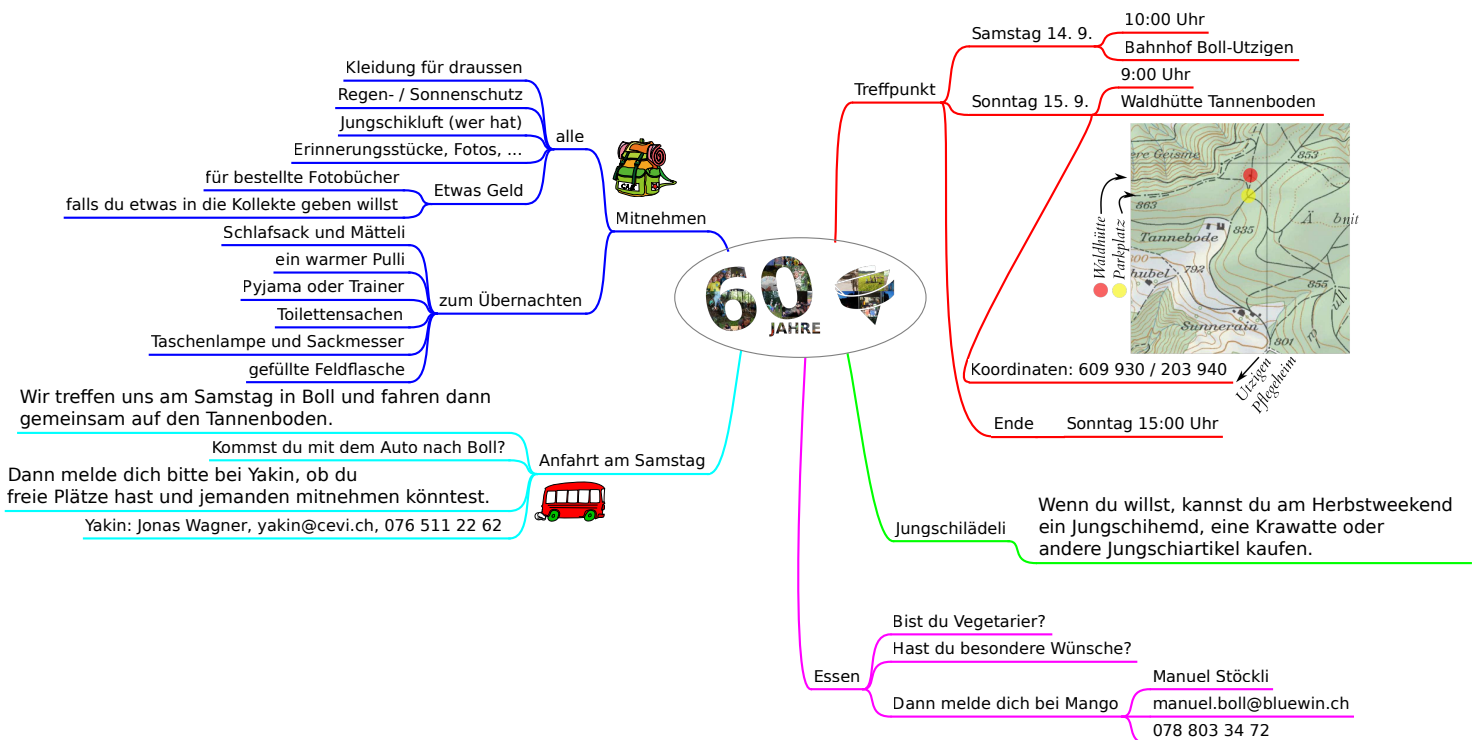 60
JAHRE
Treffpunkt
Samstag 14. 9.
10:00 Uhr
Bahnhof Boll-Utzigen
Sonntag 15. 9.
9:00 Uhr
Waldhütte Tannenboden
ere Geisme
853
863
Ä bnit
835
Tannebode
hubel
792
855
Sunnerain
801
Waldhütte
Parkplatz
Utzigen
Pflegeheim
Koordinaten: 609 930 / 203 940
Ende
Sonntag 15:00 Uhr
Mitnehmen
alle
Kleidung für draussen
Regen- / Sonnenschutz
Jungschikluft (wer hat)
Erinnerungsstücke, Fotos, ...
Etwas Geld
für bestellte Fotobücher
falls du etwas in die Kollekte geben willst
zum Übernachten
Schlafsack und Mätteli
ein warmer Pulli
Pyjama oder Trainer
Toilettensachen
Taschenlampe und Sackmesser
gefüllte Feldflasche
Anfahrt am Samstag
Wir treffen uns am Samstag in Boll und fahren dann
gemeinsam auf den Tannenboden.
Kommst du mit dem Auto nach Boll?
Dann melde dich bitte bei Yakin, ob du
freie Plätze hast und jemanden mitnehmen könntest.
Yakin: Jonas Wagner, yakin@cevi.ch, 076 511 22 62
Jungschilädeli
Wenn du willst, kannst du am Herbstweekend
ein Jungschihemd, eine Krawatte oder
andere Jungschiartikel kaufen.
Essen
Bist du Vegetarier?
Hast du besondere Wünsche?
Dann melde dich bei Mango
Manuel Stöckli
manuel.boll@bluewin.ch
078 803 34 72